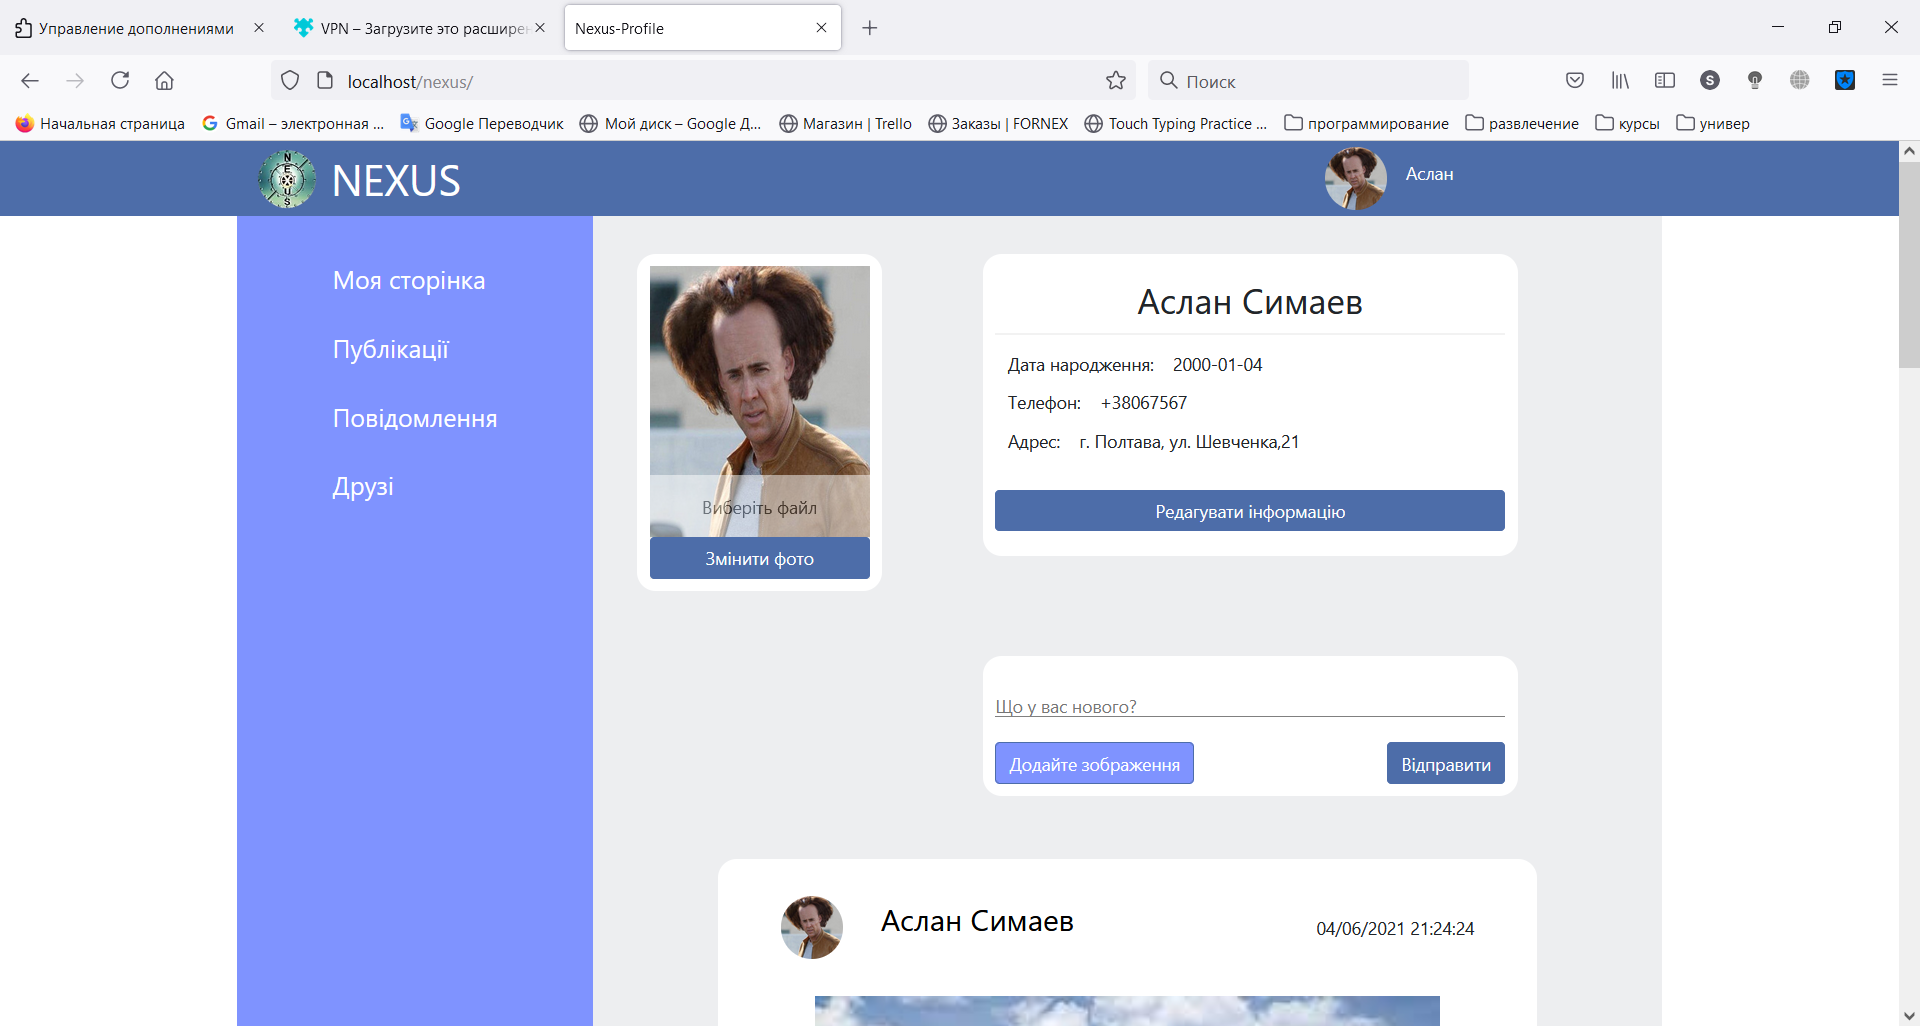 Управление дополнениями
VPN – Загрузите это расширен
Nexus-Profile
localhost/nexus/
Поиск
Начальная страница
Gmail – электронная ...
Google Переводчик
Мой диск – Google Д...
Магазин | Trello
Заказы | FORNEX
Touch Typing Practice ...
программирование
развлечение
курсы
универ
NEXUS
NEXUS
Аслан
Моя сторінка
Публікації
Повідомлення
Друзі
Виберіть файл
Змінити фото
Аслан Симаев
Дата народження: 2000-01-04
Телефон: +38067567
Адрес: г. Полтава, ул. Шевченка,21
Редагувати інформацію
Що у вас нового?
Додайте зображення
Відправити
Аслан Симаев
04/06/2021 21:24:24